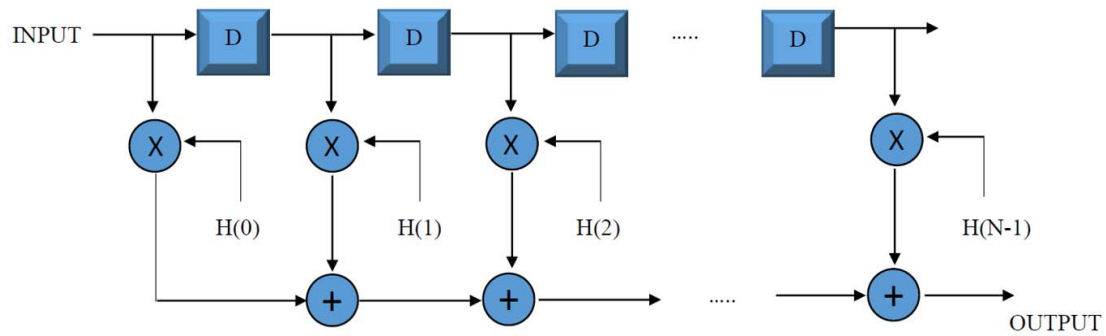 INPUT
D
D
D
.....
D
X
X
X
X
H(0)
H(1)
H(2)
H(N-1)
+
+
.....
+
OUTPUT